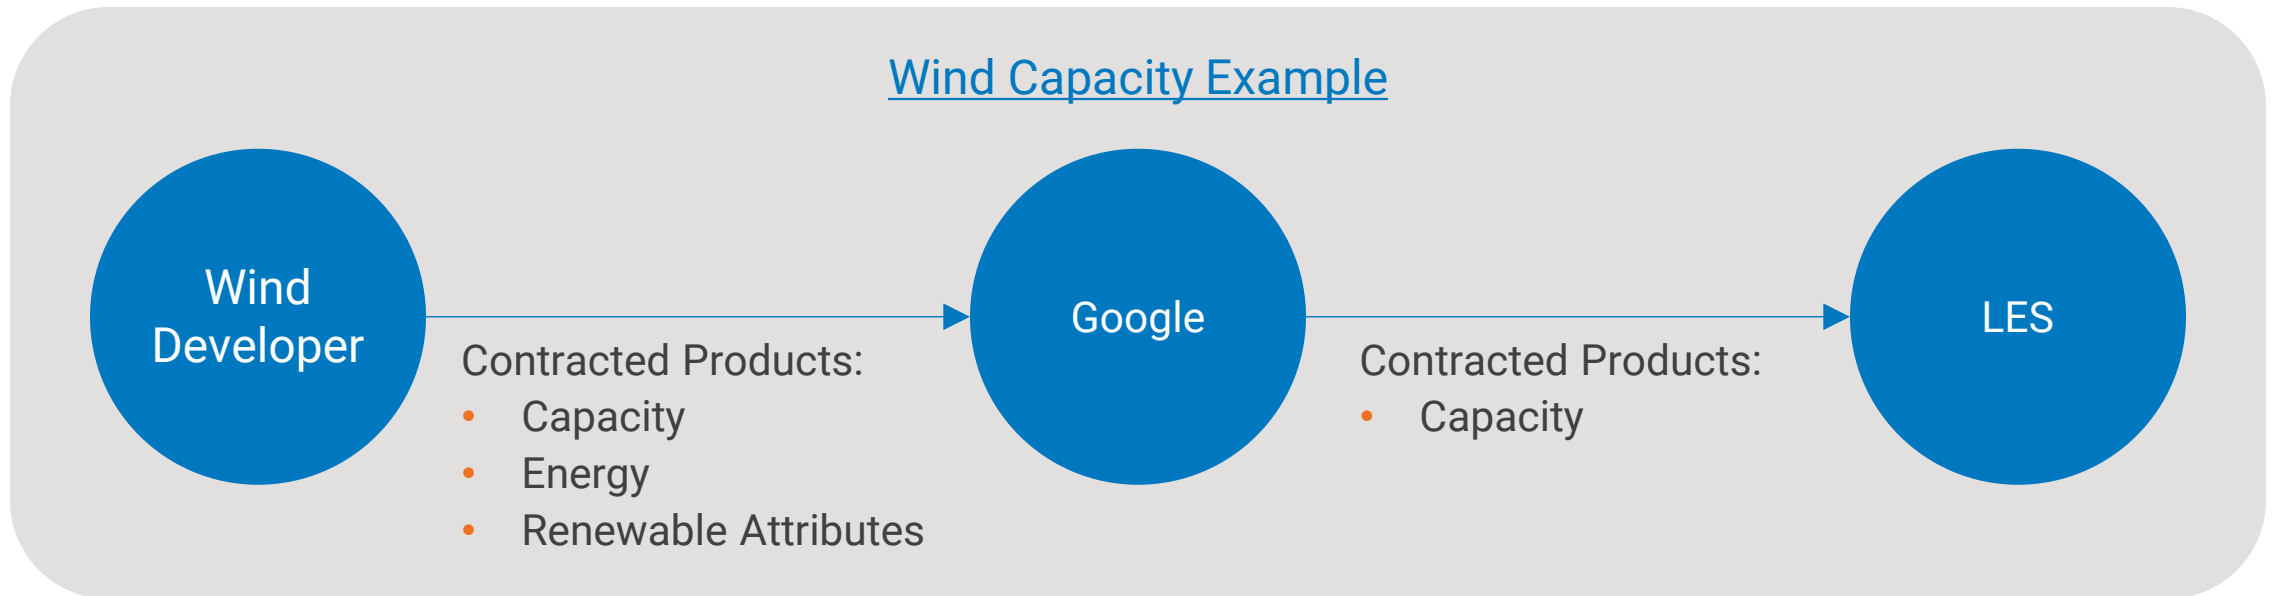 Wind Capacity Example
Wind
Developer
Contracted Products:
• Capacity
• Energy
• Renewable Attributes
Google
Contracted Products:
• Capacity
LES